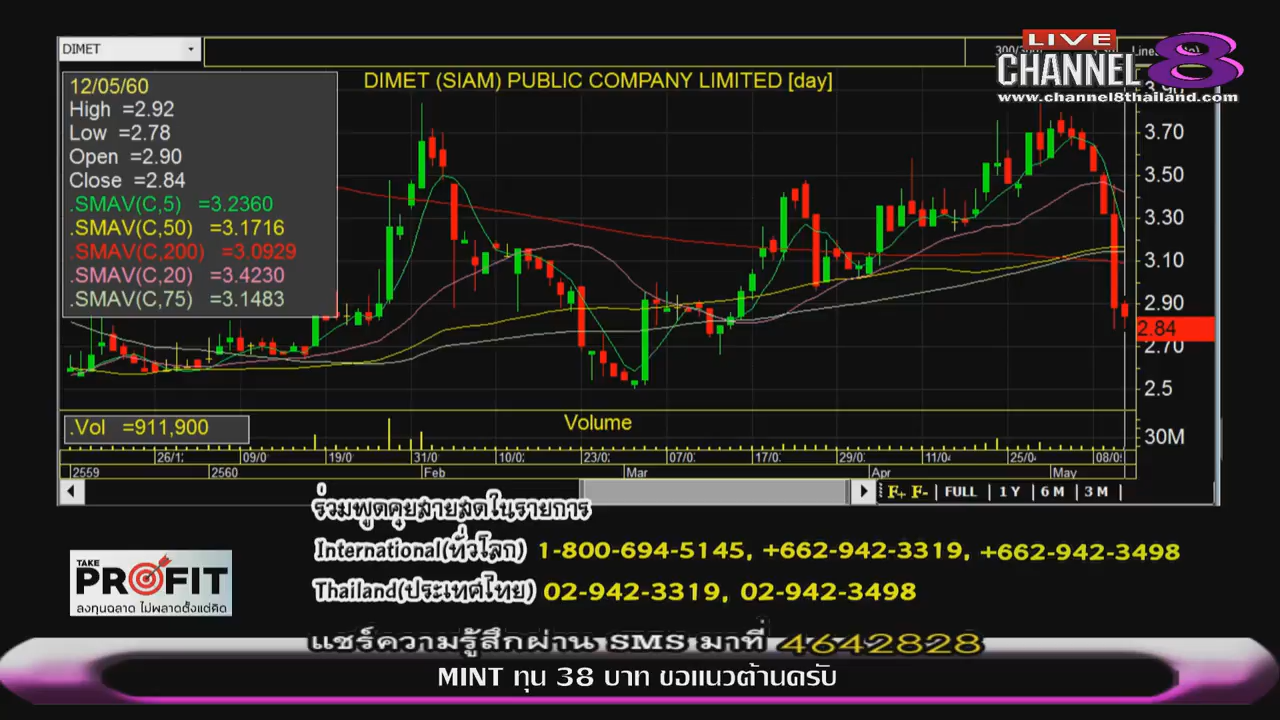 DIMET
LIVE
CHANNEL 8
www.channel8thailand.com
DIMET (SIAM) PUBLIC COMPANY LIMITED [day]
12/05/60
High =2.92
Low =2.78
Open =2.90
Close =2.84
.SMAV(C,5) =3.2360
.SMAV(C,50) =3.1716
.SMAV(C,200) =3.0929
.SMAV(C,20) =3.4230
.SMAV(C,75) =3.1483
3.90
3.70
3.50
3.30
3.10
2.90
2.84
2.70
2.5
.Vol =911,900
Volume
30M
26/1: 09/0 19/0 31/0 10/0: 23/0: 07/0: 17/0: 29/0: 11/04 25/04 08/0!
2559 2560 Feb Mar Apr May
F+ F- FULL 1 Y 6 M 3 M
0
ร่วมพูดคุยสายสดในรายการ
International(ทั่วโลก) 1-800-694-5145, +662-942-3319, +662-942-3498
Thailand(ประเทศไทย) 02-942-3319, 02-942-3498
TAKE
PROFIT
ลงทุนฉลาด ไม่พลาดตั้งแต่คิด
แชร์ความรู้สึกผ่าน SMS มาที่ 4642828
MINT ทุน 38 บาท ขอแนวต้านครับ